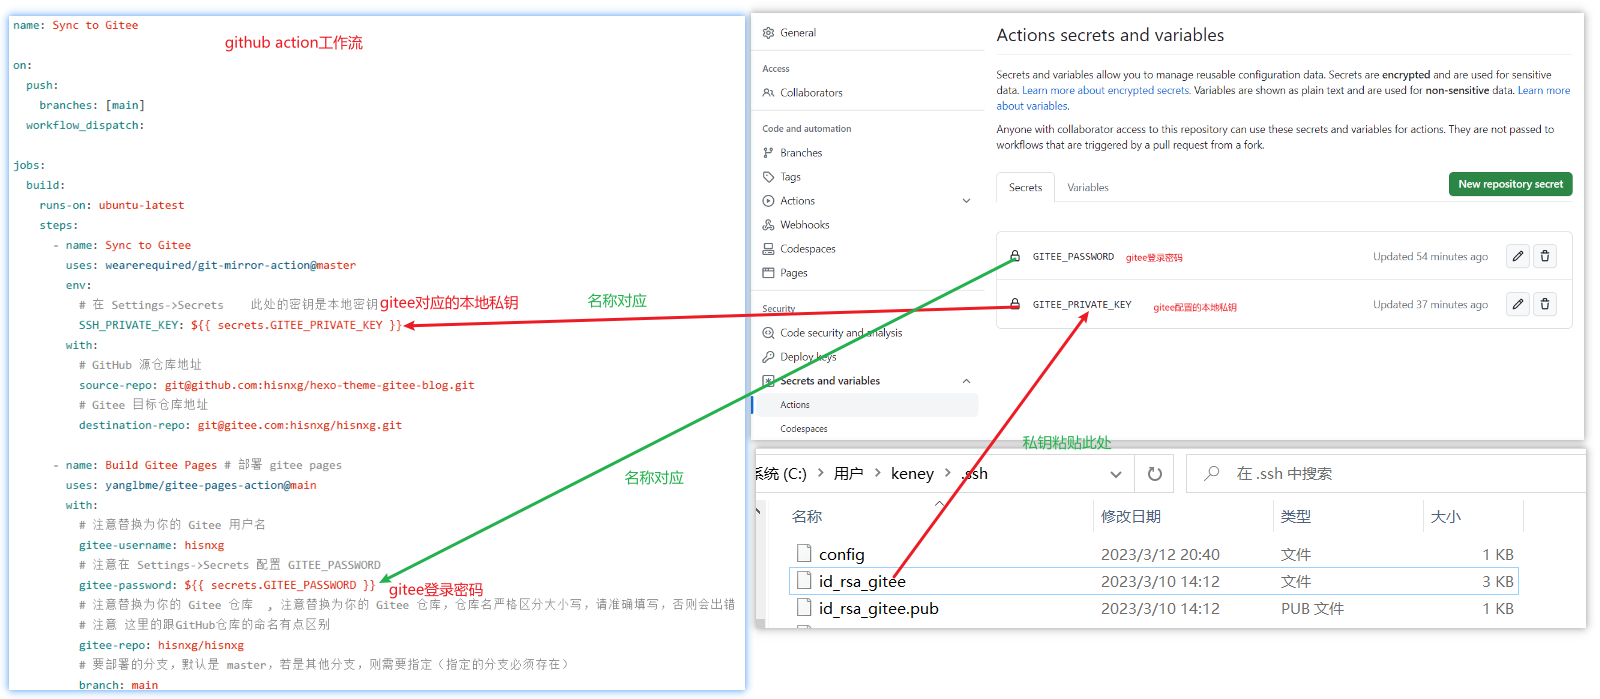 name: Sync to Gitee
github action工作流
on:
push:
branches: [main]
workflow_dispatch:
jobs:
build:
runs-on: ubuntu-latest
steps:
- name: Sync to Gitee
uses: wearerequired/git-mirror-action@master
env:
# 在 Settings->Secrets 此处的密钥是本地密钥gitee对应的本地私钥
名称对应
SSH_PRIVATE_KEY: ${{ secrets.GITEE_PRIVATE_KEY }}
with:
# GitHub 源仓库地址
source-repo: git@github.com:hisnxg/hexo-theme-gitee-blog.git
# Gitee 目标仓库地址
destination-repo: git@gitee.com:hisnxg/hisnxg.git
- name: Build Gitee Pages # 部署 gitee pages
名称对应
uses: yanglbme/gitee-pages-action@main
with:
# 注意替换为你的 Gitee 用户名
gitee-username: hisnxg
# 注意在 Settings->Secrets 配置 GITEE_PASSWORD
gitee-password: ${{ secrets.GITEE_PASSWORD }}
gitee登录密码
# 注意替换为你的 Gitee 仓库 ，注意替换为你的 Gitee 仓库，仓库名严格区分大小写，请准确填写，否则会出错
# 注意 这里的跟GitHub仓库的命名有点区别
gitee-repo: hisnxg/hisnxg
# 要部署的分支，默认是 master，若是其他分支，则需要指定（指定的分支必须存在）
branch: main
General
Access
Collaborators
Code and automation
Branches
Tags
Actions
Webhooks
Codespaces
Pages
Security
Code security and analysis
Deploy keys
Secrets and variables
Actions
Codespaces
Actions secrets and variables
Secrets and variables allow you to manage reusable configuration data. Secrets are encrypted and are used for sensitive
data. Learn more about encrypted secrets. Variables are shown as plain text and are used for non-sensitive data. Learn more
about variables.
Anyone with collaborator access to this repository can use these secrets and variables for actions. They are not passed to
workflows that are triggered by a pull request from a fork.
Secrets
Variables
New repository secret
GITEE_PASSWORD gitee登录密码 Updated 54 minutes ago
GITEE_PRIVATE_KEY gitee配置的本地私钥 Updated 37 minutes ago
私钥粘贴此处
系统 (C:) > 用户 > keney > .ssh
在 .ssh 中搜索
名称 修改日期 类型 大小
config 2023/3/12 20:40 文件 1 KB
id_rsa_gitee 2023/3/10 14:12 文件 3 KB
id_rsa_gitee.pub 2023/3/10 14:12 PUB 文件 1 KB